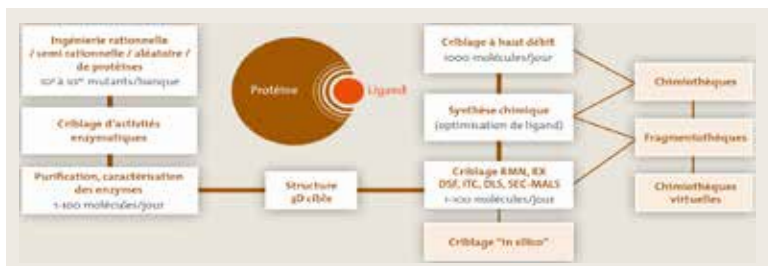 Ingénierie rationnelle
/ semi rationnelle / aléatoire /
de protéines
mutants/banque
Criblage d'activités
enzymatiques
Purification, caractérisation
des enzymes
1-100 molécules/jour
Protéine
Ligand
Structure
3D cible
Criblage à haut débit
1000 molécules/jour
Synthèse chimique
(optimisation de ligand)
Criblage RMN, RX
DSF, ITC, DLS, SEC-MALS
1-100 molécules/jour
Criblage "in silico"
Chimiothèques
Fragmentothèques
Chimiothèques
virtuelles